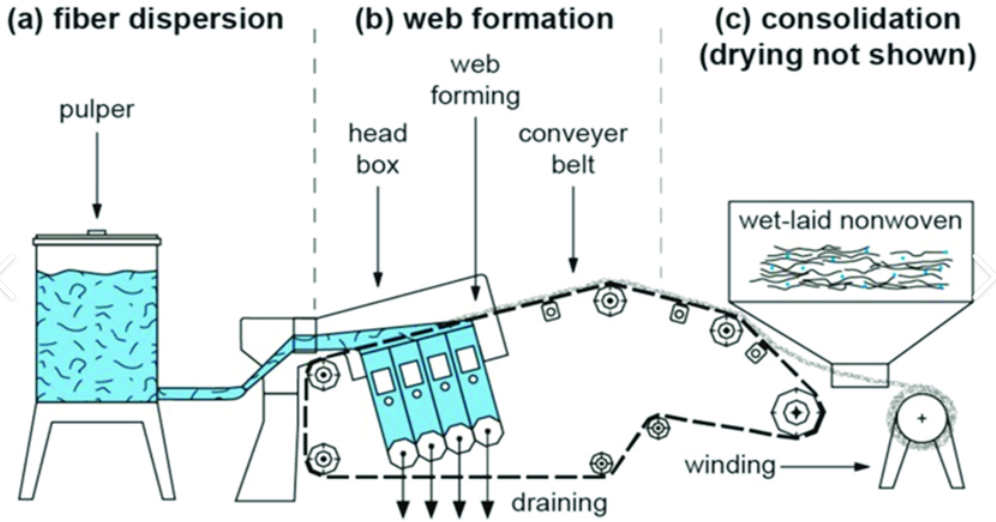 (a) fiber dispersion
(b) web formation
(c) consolidation
(drying not shown)
pulper
web
forming
head
box
conveyer
belt
wet-laid nonwoven
winding
draining